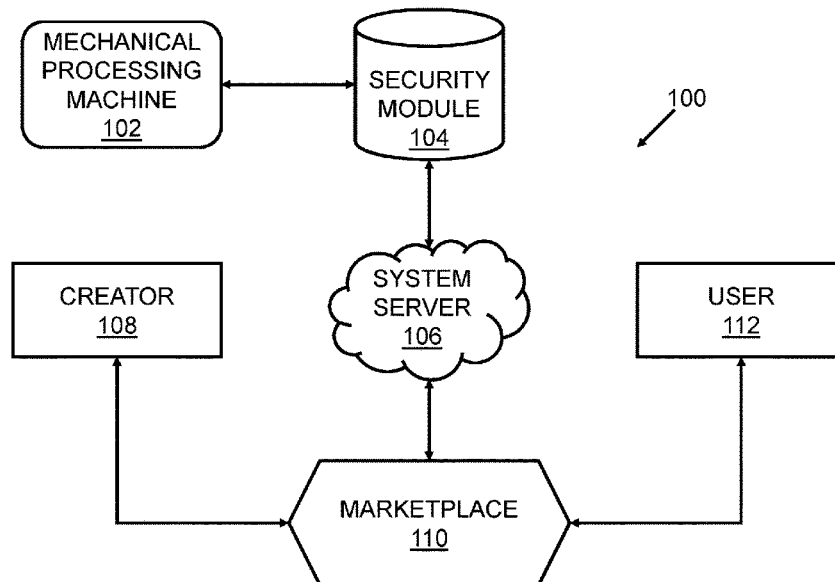 MECHANICAL
PROCESSING
MACHINE
102
SECURITY
MODULE
104
100
CREATOR
108
SYSTEM
SERVER
106
USER
112
MARKETPLACE
110